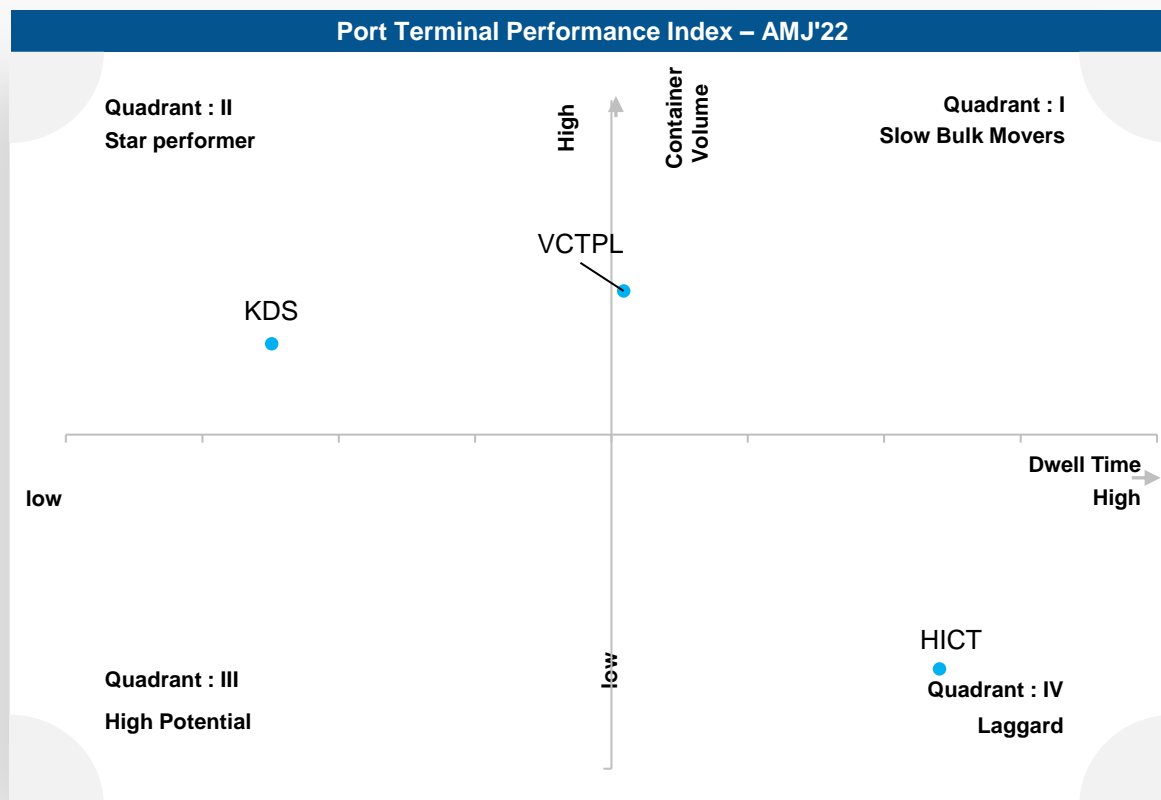 Port Terminal Performance Index – AMJ'22
Quadrant : II
Star performer
High
Container
Volume
Quadrant : I
Slow Bulk Movers
VCTPL
KDS
Dwell Time
High
low
HICT
low
Quadrant : III
High Potential
Quadrant : IV
Laggard